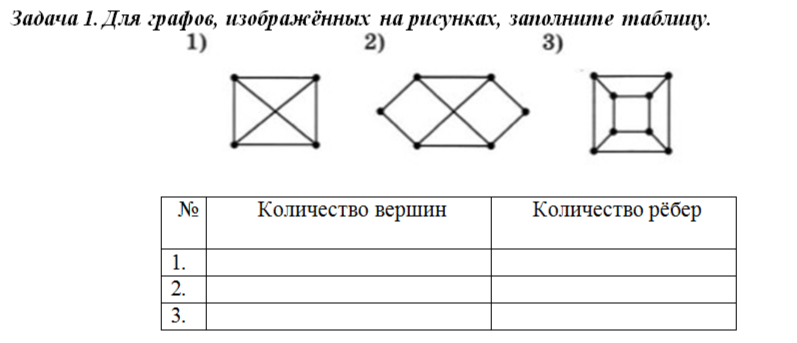 Задача 1. Для графов, изображённых на рисунках, заполните таблицу.
1) 2) 3)
№ Количество вершин Количество рёбер
1.
2.
3.